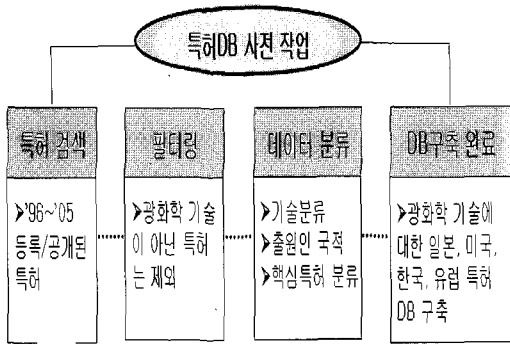 특허DB 사전 작업
특허 검색
➤'96~'05
등록/공개된
특허
필터링
➤광화학 기술
이 아닌 특허
는 제외
데이터 분류
➤기술분류
➤출원인 국적
➤핵심특허 분류
DB구축 완료
➤광화학 기술에
대한 일본, 미국,
한국, 유럽 특허
DB 구축